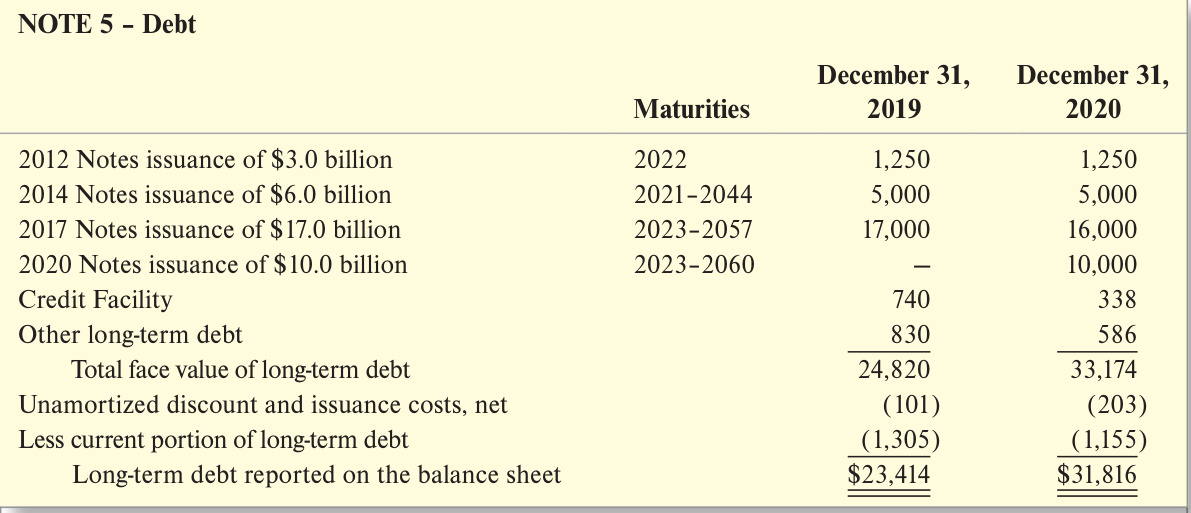 NOTE 5 – Debt
December 31, December 31,
Maturities 2019 2020
2012 Notes issuance of $3.0 billion 2022 1,250 1,250
2014 Notes issuance of $6.0 billion 2021–2044 5,000 5,000
2017 Notes issuance of $17.0 billion 2023–2057 17,000 16,000
2020 Notes issuance of $10.0 billion 2023–2060 — 10,000
Credit Facility 740 338
Other long-term debt 830 586
Total face value of long-term debt 24,820 33,174
Unamortized discount and issuance costs, net (101) (203)
Less current portion of long-term debt (1,305) (1,155)
Long-term debt reported on the balance sheet $23,414 $31,816